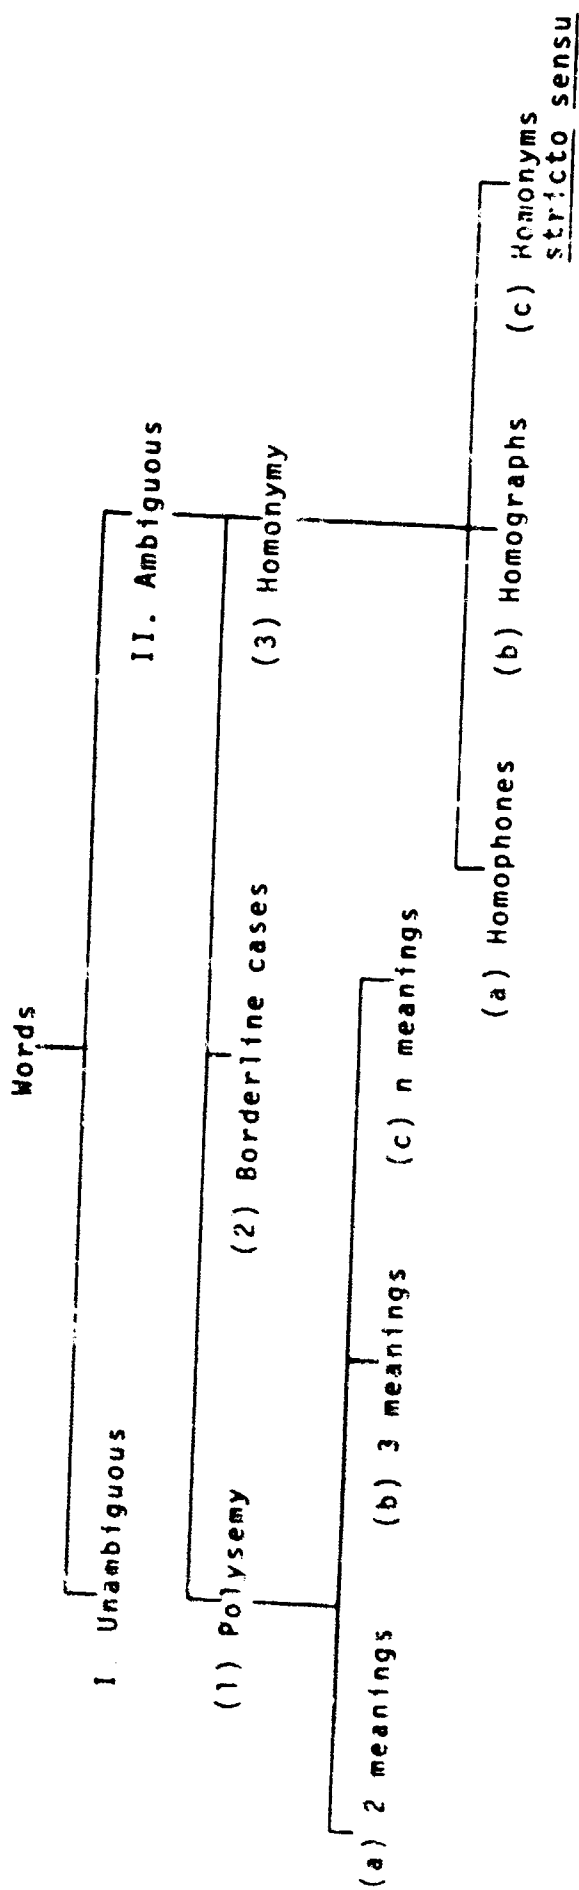 Words
I. Unambiguous
II. Ambiguous
(1) Polysemy
(2) Borderline cases
(3) Homonymy
(a) 2 meanings
(b) 3 meanings
(c) n meanings
(a) Homophones
(b) Homographs
(c) Homonyms
stricto sensu